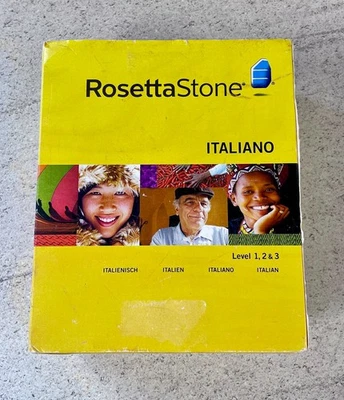 RosettaStone®
ITALIANO
Level 1, 2 & 3
ITALIENISCH ITALIEN ITALIANO ITALIAN